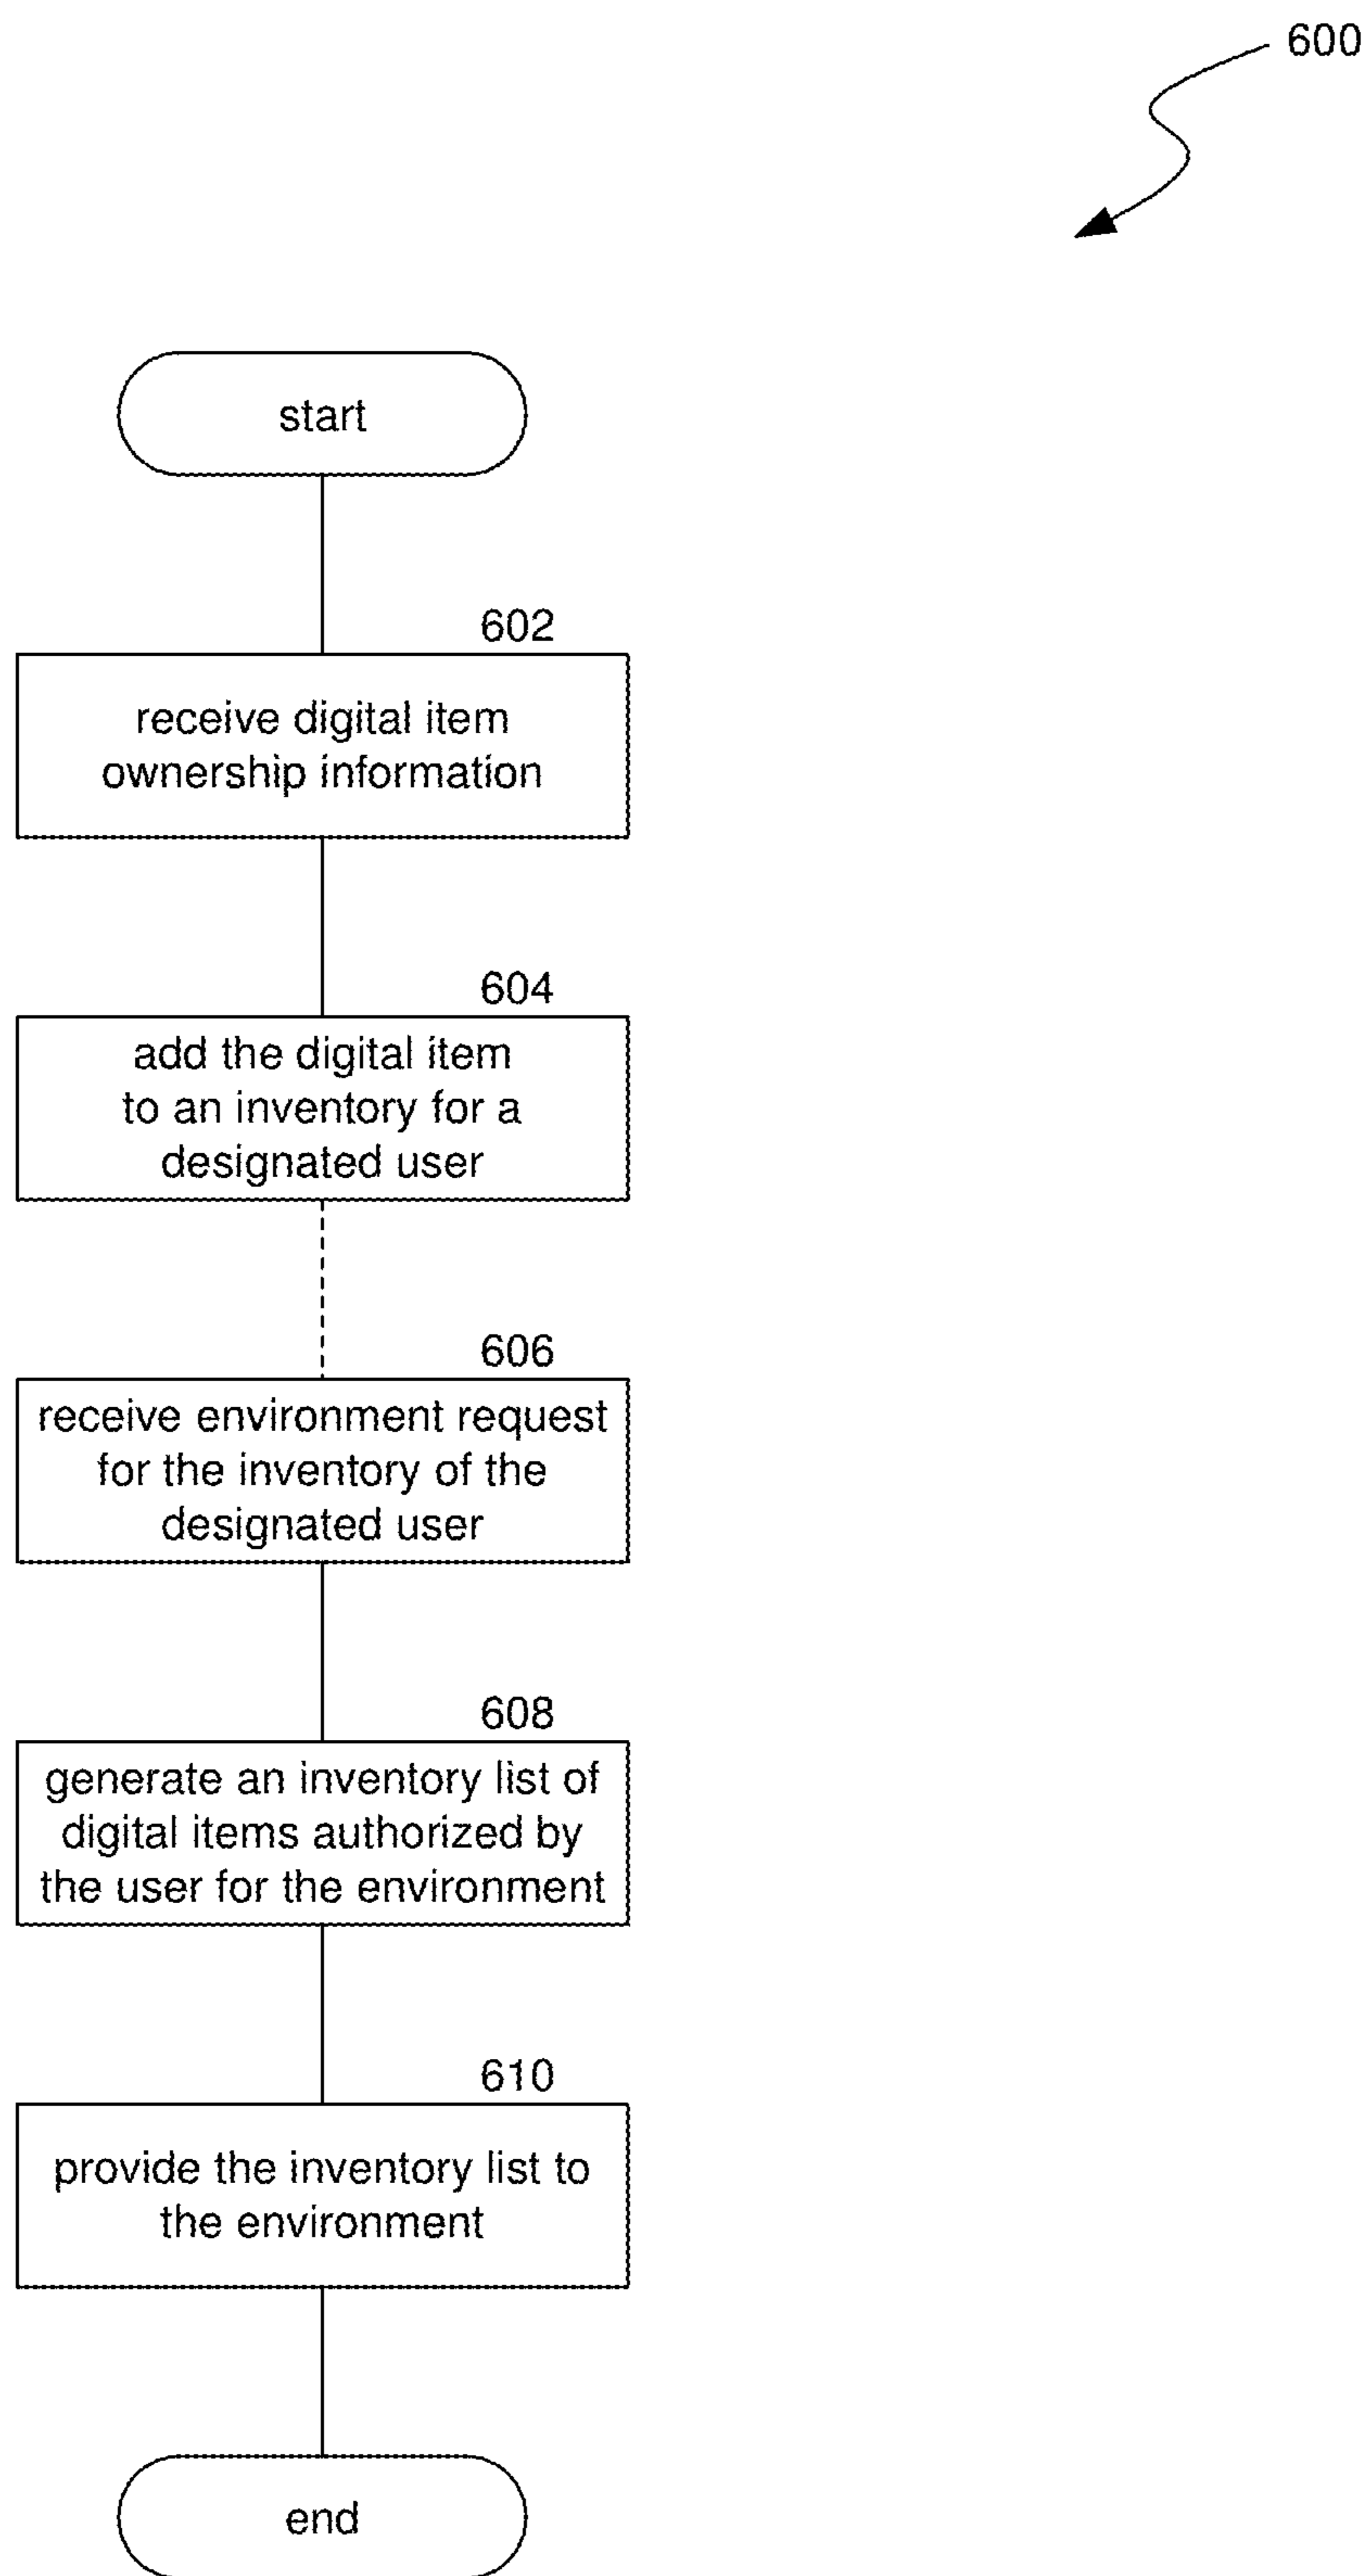 600
start
602
receive digital item
ownership information
604
add the digital item
to an inventory for a
designated user
606
receive environment request
for the inventory of the
designated user
608
generate an inventory list of
digital items authorized by
the user for the environment
610
provide the inventory list to
the environment
end